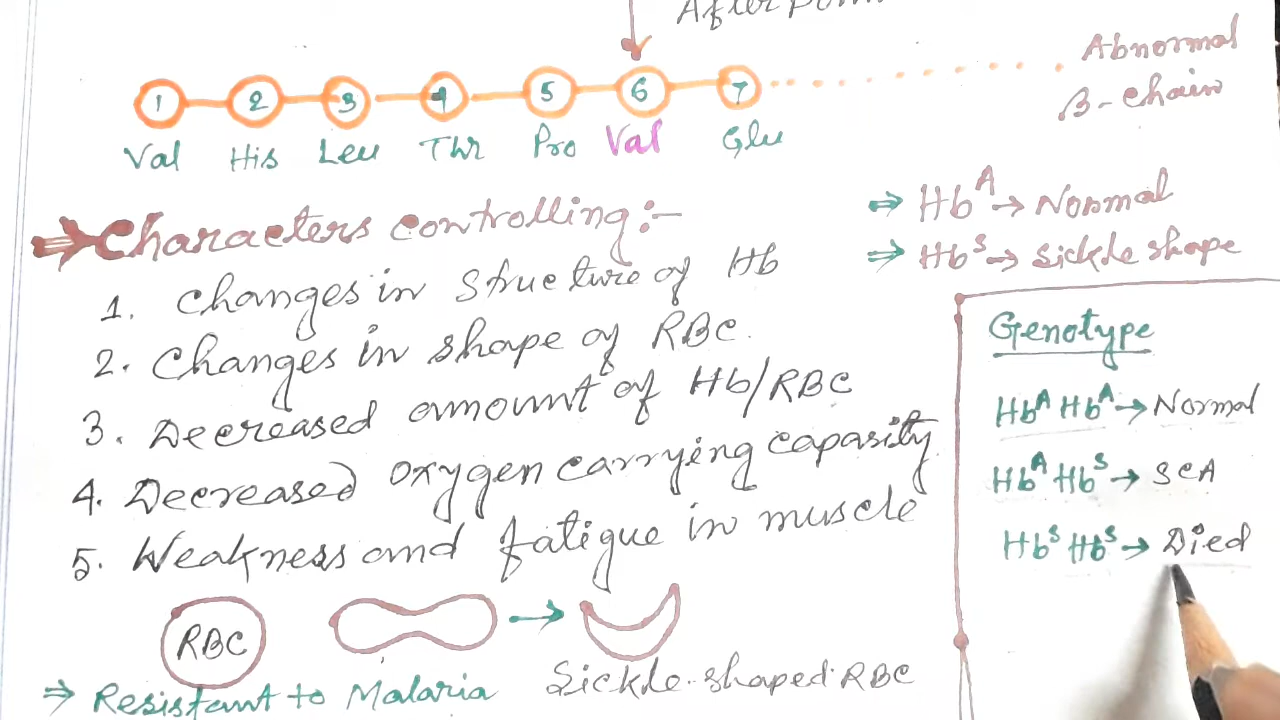 After
1 2 3 4 5 6 7
Val His Leu Thr Pro Val Glu
Abnormal
β-chain
⇒ Hbᴬ → Normal
⇒ Hbˢ → Sickle shape
Characters controlling :-
1. Changes in structure of Hb
2. Changes in shape of RBC.
3. Decreased amount of Hb/RBC
4. Decreased oxygen carrying capasity
5. Weakness and fatigue in muscle
Genotype
Hbᴬ Hbᴬ → Normal
Hbᴬ Hbˢ → SCA
Hbˢ Hbˢ → Died
RBC
Sickle-shaped RBC
⇒ Resistant to Malaria